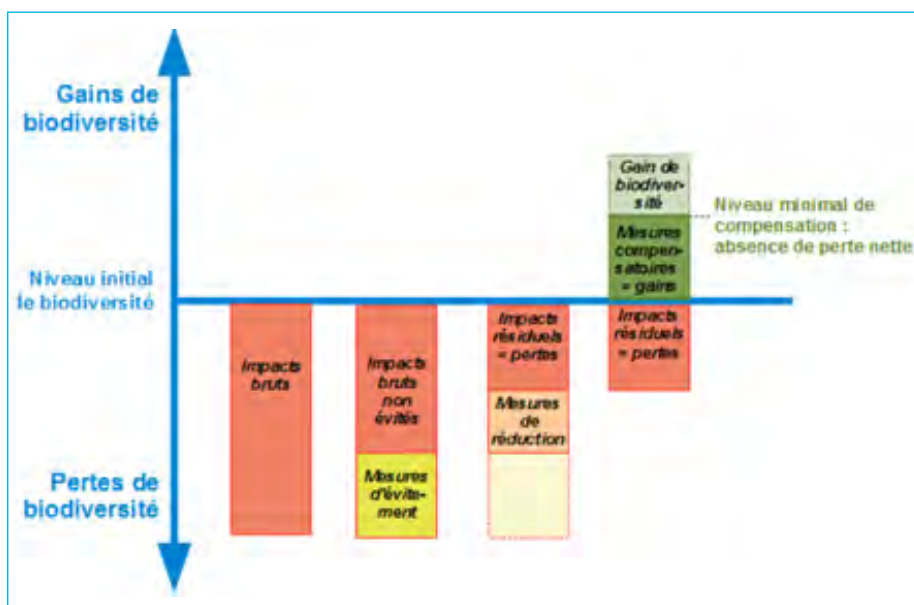 Gains de
biodiversité
Niveau initial
le biodiversité
Pertes de
biodiversité
Impacts
bruts
Impacts
bruts
non
évités
Mesures
d'évite-
ment
Impacts
résiduels
= pertes
Mesures
de
réduction
Gain de
biodiver-
sité
Mesures
compen-
satoires
= gains
Impacts
résiduels
= pertes
Niveau minimal de
compensation :
absence de perte nette